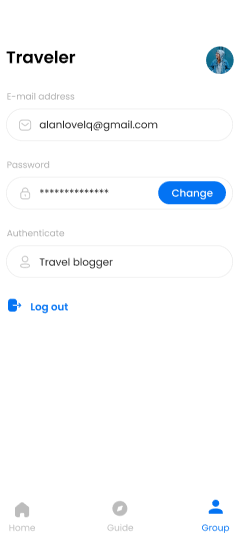 Traveler
E-mail address
alanlovelq@gmail.com
Password
**************
Change
Authenticate
Travel blogger
Log out
Home
Guide
Group